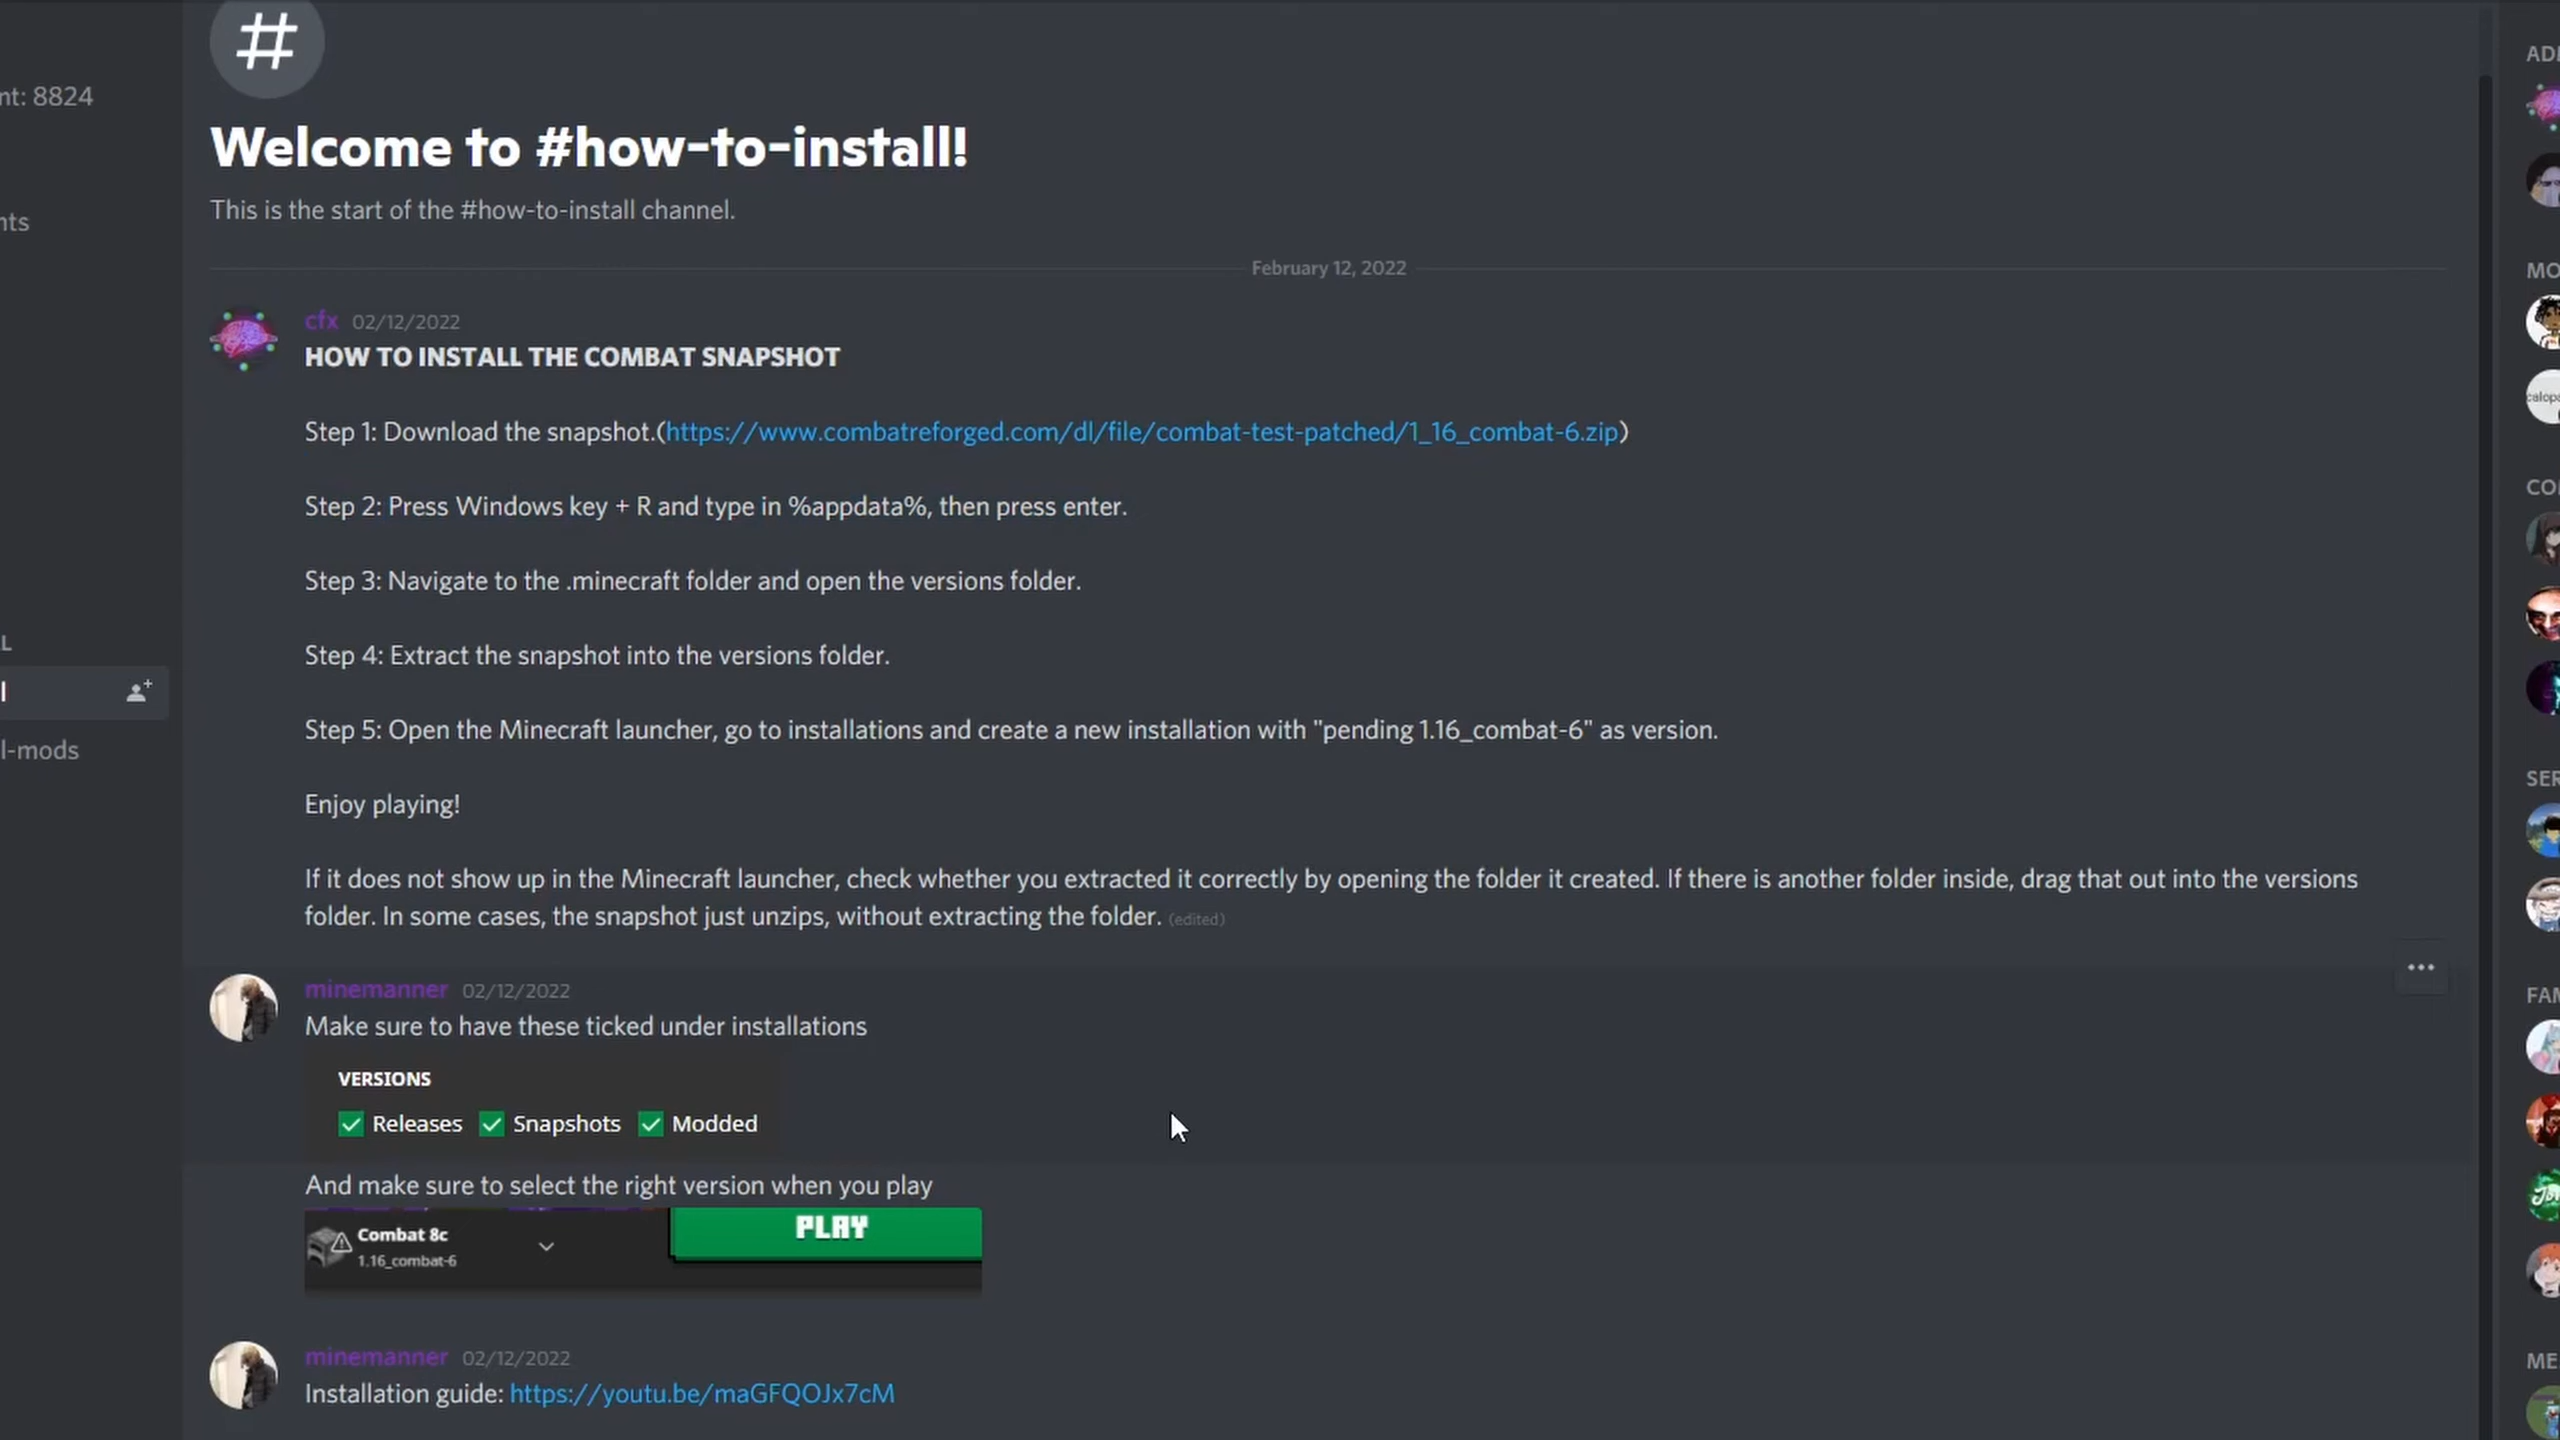 #
nt: 8824
nts
L
l
l-mods
Welcome to #how-to-install!
This is the start of the #how-to-install channel.
February 12, 2022
cfx 02/12/2022
HOW TO INSTALL THE COMBAT SNAPSHOT
Step 1: Download the snapshot.(https://www.combatreforged.com/dl/file/combat-test-patched/1_16_combat-6.zip)
Step 2: Press Windows key + R and type in %appdata%, then press enter.
Step 3: Navigate to the .minecraft folder and open the versions folder.
Step 4: Extract the snapshot into the versions folder.
Step 5: Open the Minecraft launcher, go to installations and create a new installation with "pending 1.16_combat-6" as version.
Enjoy playing!
If it does not show up in the Minecraft launcher, check whether you extracted it correctly by opening the folder it created. If there is another folder inside, drag that out into the versions
folder. In some cases, the snapshot just unzips, without extracting the folder. (edited)
minemanner 02/12/2022
Make sure to have these ticked under installations
VERSIONS
Releases Snapshots Modded
And make sure to select the right version when you play
Combat 8c
1.16_combat-6
PLAY
minemanner 02/12/2022
Installation guide: https://youtu.be/maGFQOJx7cM
MO
CO
SER
FAM
ME